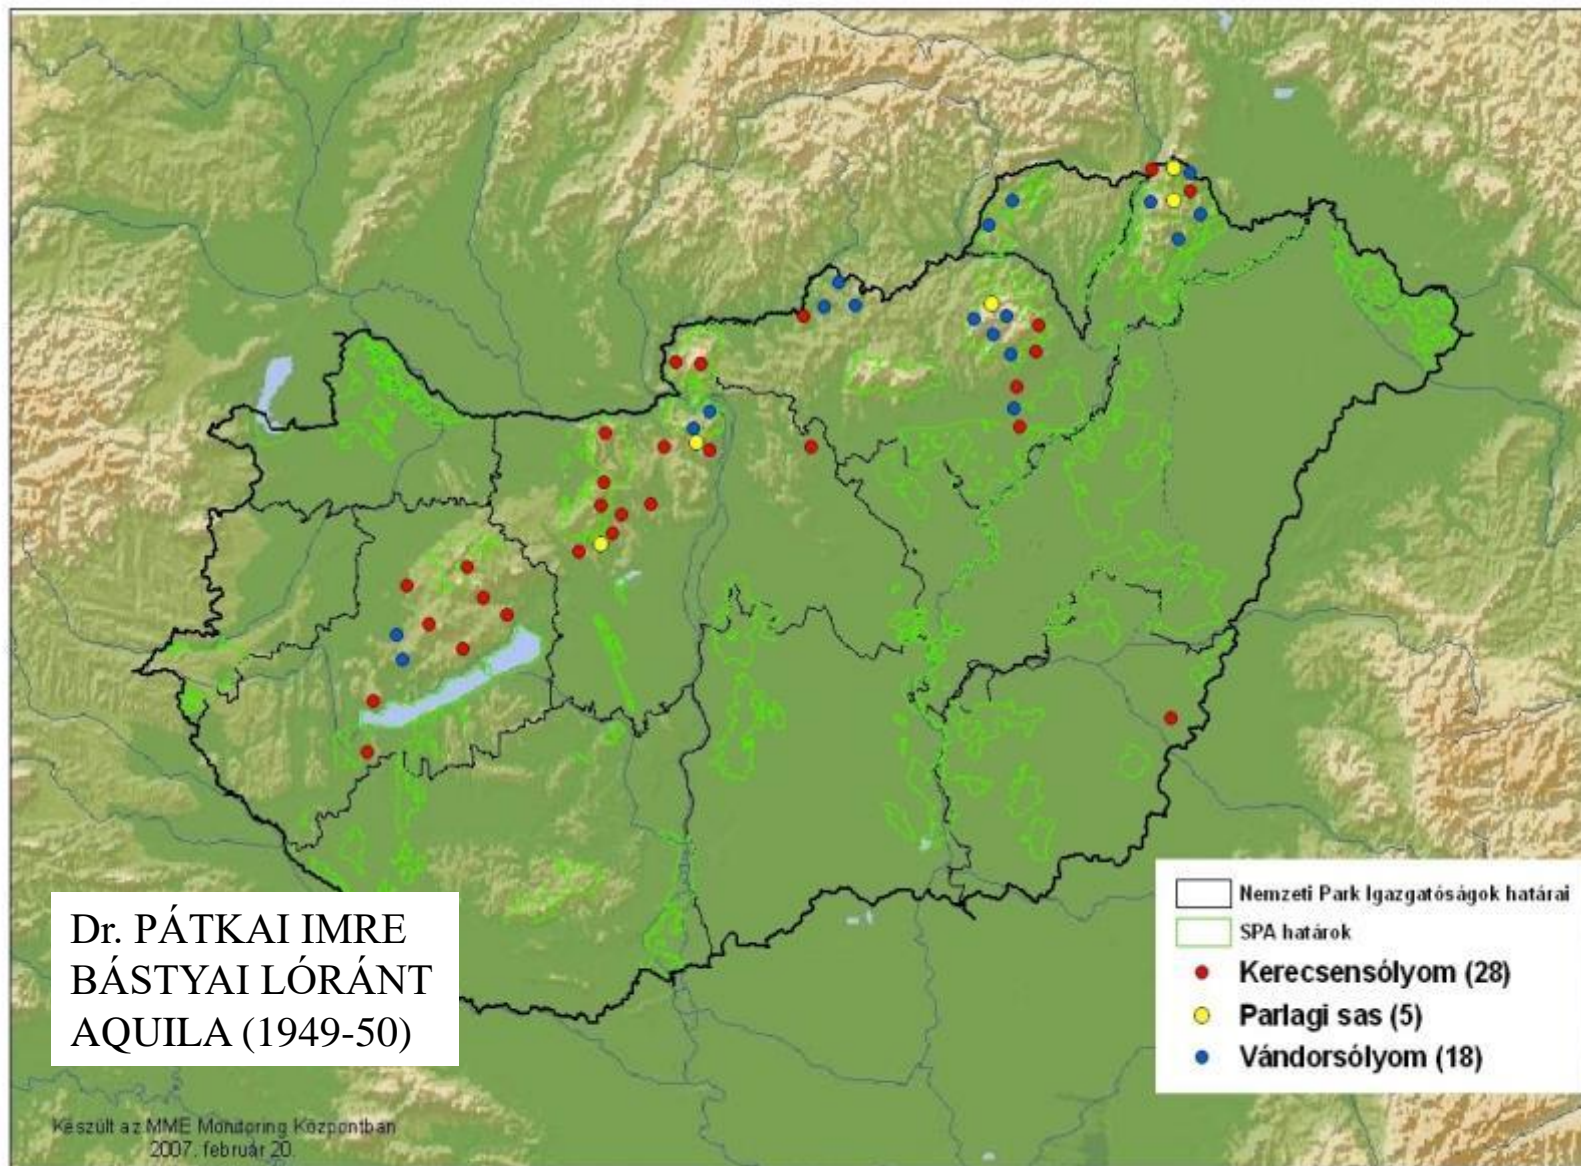 Dr. PÁTKAI IMRE
BÁSTYAI LÓRÁNT
AQUILA (1949-50)
Készült az MME Monitoring Központban
2007. február 20.
Nemzeti Park Igazgatóságok határai
SPA határok
Kerecsensólyom (28)
Parlagi sas (5)
Vándorsólyom (18)